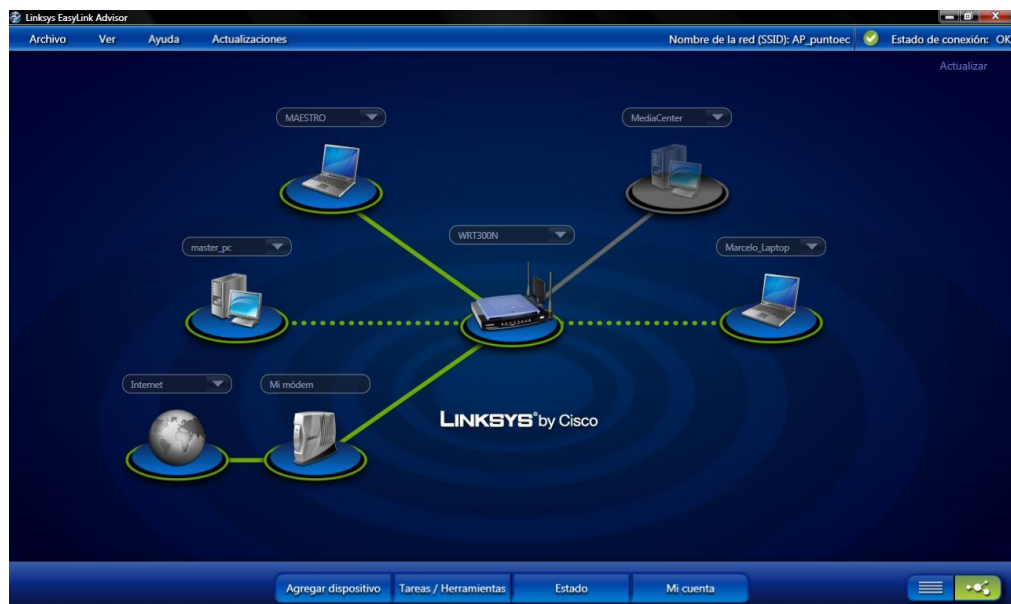 Linksys EasyLink Advisor
Archivo Ver Ayuda Actualizaciones Nombre de la red (SSID): AP_puntoec Estado de conexión: OK
Actualizar
MAESTRO
MediaCenter
WRT300N
master_pc
Marcelo_Laptop
Internet
Mi módem
LINKSYS® by Cisco
Agregar dispositivo Tareas / Herramientas Estado Mi cuenta